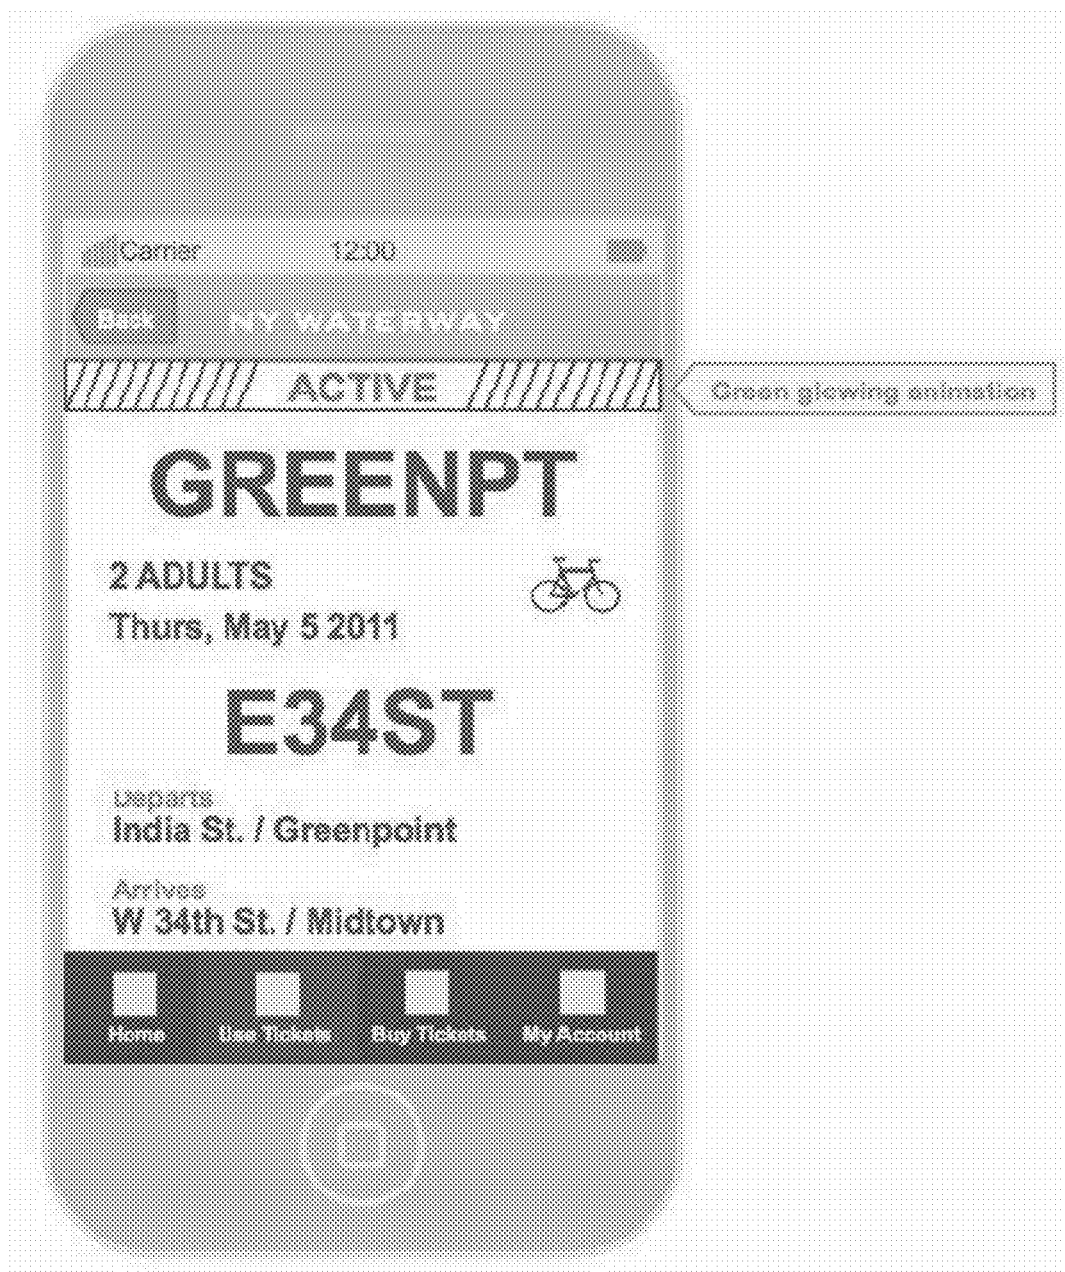 Carrier 12:00
Back NY WATERWAY
ACTIVE
Green glowing animation
GREENPT
2 ADULTS
Thurs, May 5 2011
E34ST
Departs
India St. / Greenpoint
Arrives
W 34th St. / Midtown
Home Use Tickets Buy Tickets My Account